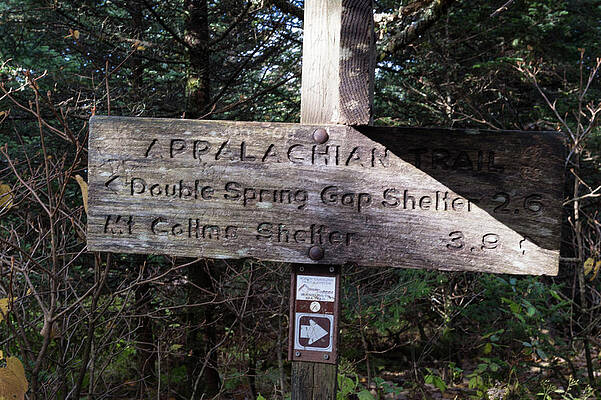 APPALACHIAN TRAIL
< Double Spring Gap Shelter 2.6
Mt Collins Shelter 3.9